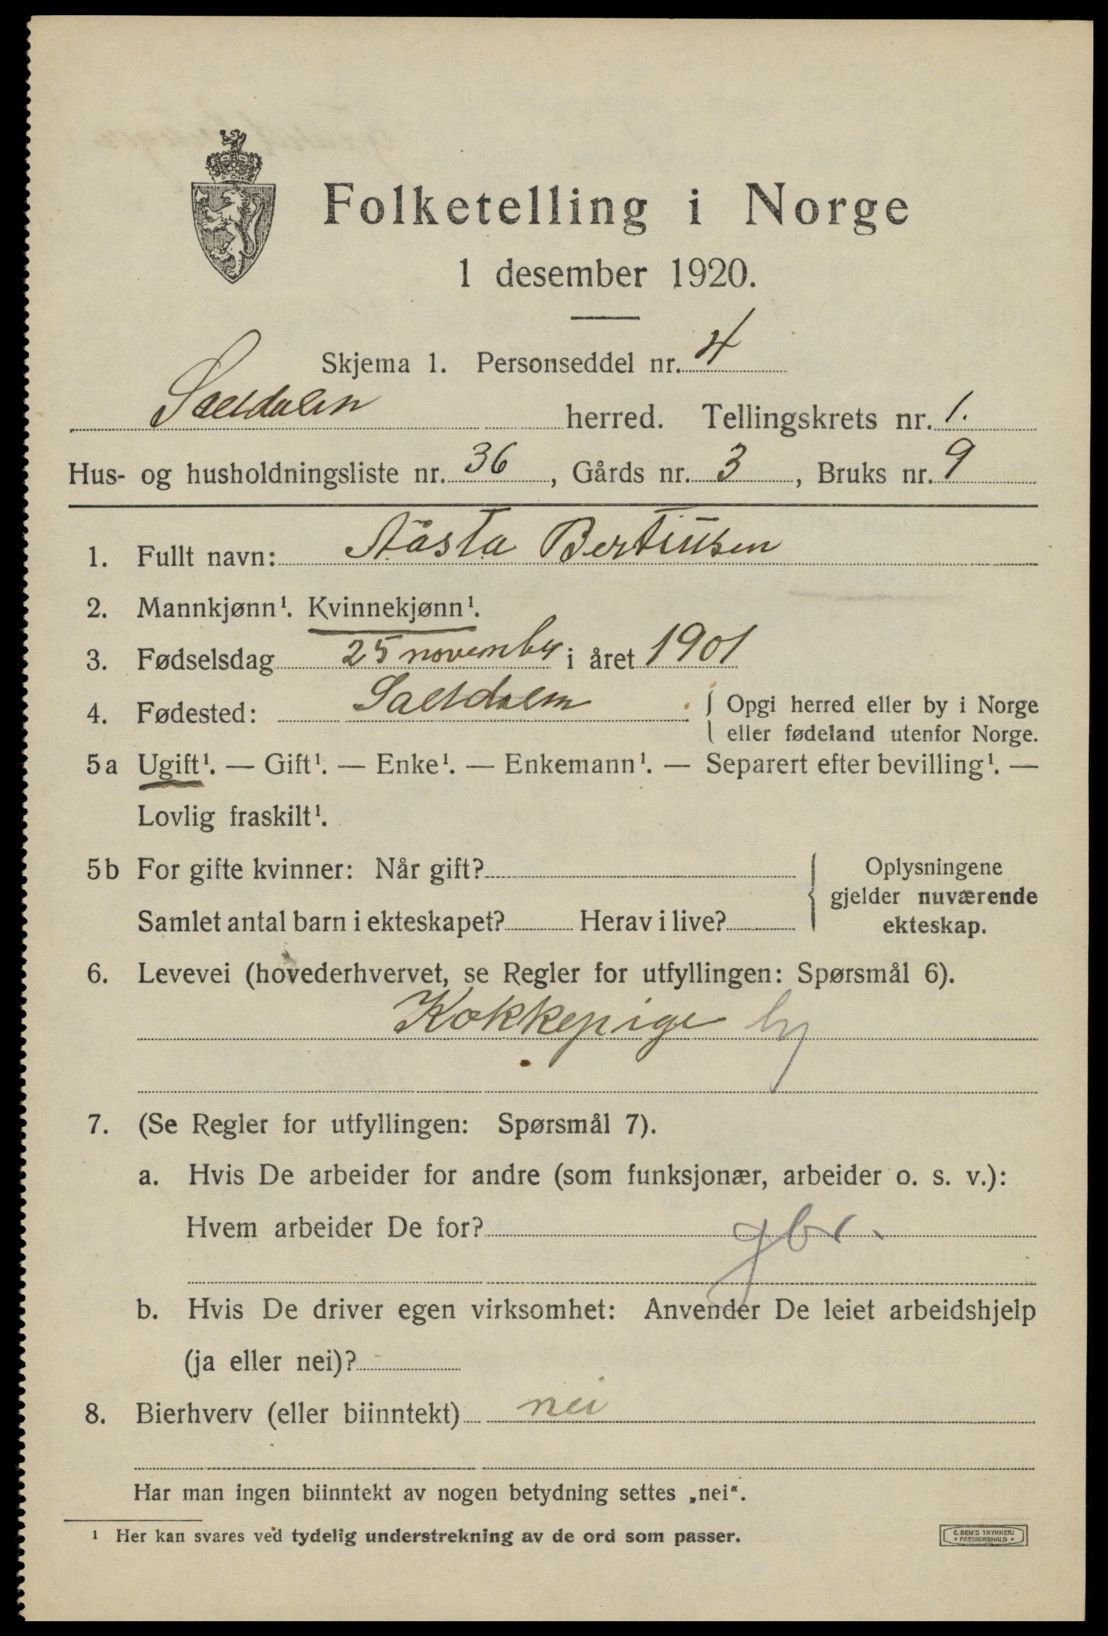 Folketelling i Norge
1 desember 1920.
Skjema 1. Personseddel nr. 4
Saltdalen herred. Tellingskrets nr. 1.
Hus- og husholdningsliste nr. 36, Gårds nr. 3, Bruks nr. 9
1. Fullt navn: Aasta Bertiusen
2. Mannkjønn¹. Kvinnekjønn¹.
3. Fødselsdag 25 november i året 1901
4. Fødested: Saltdalen { Opgi herred eller by i Norge
eller fødeland utenfor Norge.
5a Ugift¹. — Gift¹. — Enke¹. — Enkemann¹. — Separert efter bevilling¹. —
Lovlig fraskilt¹.
5b For gifte kvinner: Når gift? } Oplysningene
gjelder nuværende
Samlet antal barn i ekteskapet? Herav i live? ekteskap.
6. Levevei (hovederhvervet, se Regler for utfyllingen: Spørsmål 6).
Kokkepige by
7. (Se Regler for utfyllingen: Spørsmål 7).
a. Hvis De arbeider for andre (som funksjonær, arbeider o. s. v.):
Hvem arbeider De for? gbr.
b. Hvis De driver egen virksomhet: Anvender De leiet arbeidshjelp
(ja eller nei)?
8. Bierhverv (eller biinntekt) nei
Har man ingen biinntekt av nogen betydning settes „nei".
¹ Her kan svares ved tydelig understrekning av de ord som passer.
E. SEM'S TRYKKERI
FREDRIKSHALD